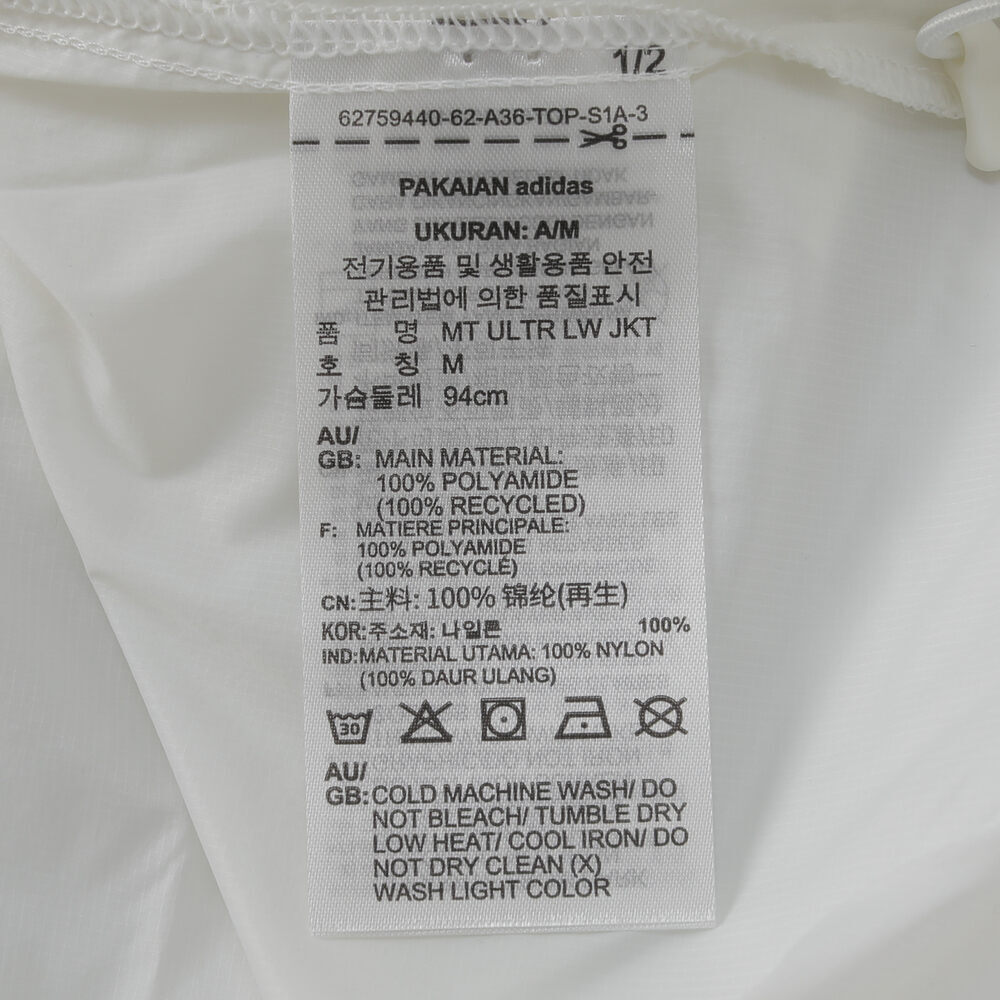 1/2
62759440-62-A36-TOP-S1A-3
PAKAIAN adidas
UKURAN: A/M
전기용품 및 생활용품 안전
관리법에 의한 품질표시
품 명 MT ULTR LW JKT
호 칭 M
가슴둘레 94cm
AU/
GB: MAIN MATERIAL:
100% POLYAMIDE
(100% RECYCLED)
F: MATIERE PRINCIPALE:
100% POLYAMIDE
(100% RECYCLÉ)
CN: 主料: 100% 锦纶(再生)
KOR: 주소재: 나일론 100%
IND: MATERIAL UTAMA: 100% NYLON
(100% DAUR ULANG)
30
AU/
GB: COLD MACHINE WASH/ DO
NOT BLEACH/ TUMBLE DRY
LOW HEAT/ COOL IRON/ DO
NOT DRY CLEAN (X)
WASH LIGHT COLOR